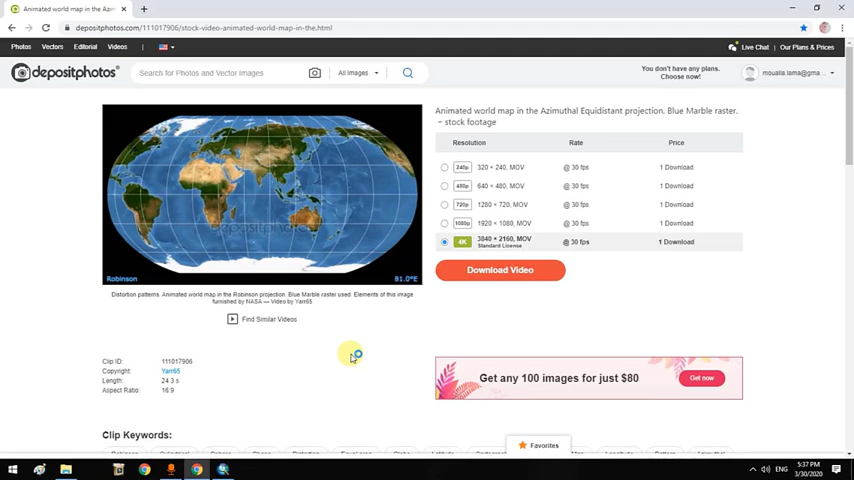 Animated world map in the Az
depositphotos.com/111017906/stock-video-animated-world-map-in-the.html
Photos Vectors Editorial Videos
Live Chat Our Plans & Prices
depositphotos
Search for Photos and Vector Images
All Images
You don't have any plans.
Choose now!
moualla.lama@gma...
Animated world map in the Azimuthal Equidistant projection. Blue Marble raster.
– stock footage
Resolution Rate Price
240p 320 × 240, MOV @ 30 fps 1 Download
480p 640 × 480, MOV @ 30 fps 1 Download
720p 1280 × 720, MOV @ 30 fps 1 Download
1080p 1920 × 1080, MOV @ 30 fps 1 Download
4K 3840 × 2160, MOV @ 30 fps 1 Download
Standard License
Download Video
depositphotos
Robinson 81.0°E
Distortion patterns. Animated world map in the Robinson projection. Blue Marble raster used. Elements of this image
furnished by NASA — Video by Yarr65
Find Similar Videos
Clip ID: 111017906
Copyright: Yarr65
Length: 24.3 s
Aspect Ratio: 16:9
Get any 100 images for just $80
Get now
Clip Keywords:
Favorites
ENG
5:37 PM
3/30/2020